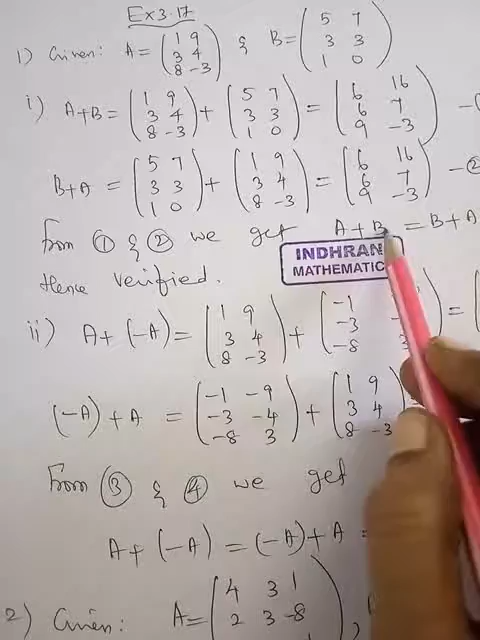 Ex 3.17
1) Given: A = (1 9 3 4 8 -3) & B = (5 7 3 3 1 0)
i) A+B = (1 9 3 4 8 -3) + (5 7 3 3 1 0) = (6 16 6 7 9 -3) —
B+A = (5 7 3 3 1 0) + (1 9 3 4 8 -3) = (6 16 6 7 9 -3) — ②
from ① & ② we get A+B = B+A
Hence verified.
INDHRANI
MATHEMATIC
ii) A+(-A) = (1 9 3 4 8 -3) + (-1 -3 -8 3) =
(-A)+A = (-1 -9 -3 -4 -8 3) + (1 9 3 4 8 -3)
from ③ & ④ we get
A+(-A) = (-A)+A =
2) Given: A = (4 3 1 2 3 -8),